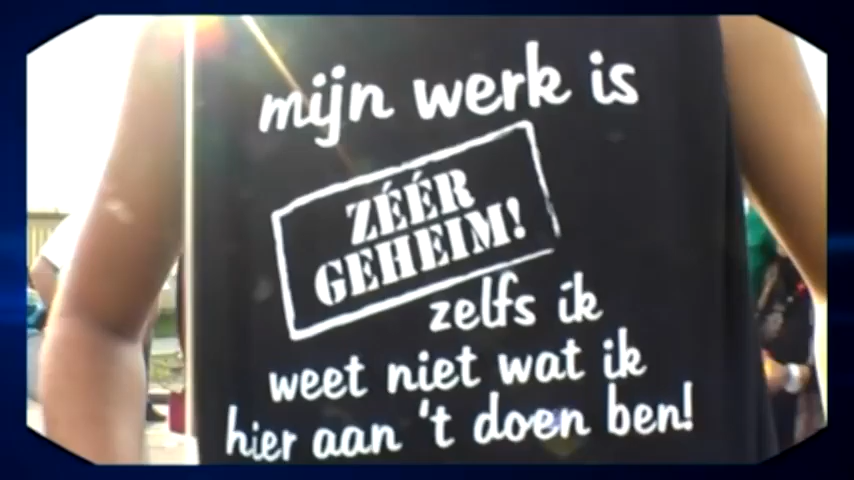 mijn werk is
ZÉÉR
GEHEIM!
zelfs ik
weet niet wat ik
hier aan 't doen ben!